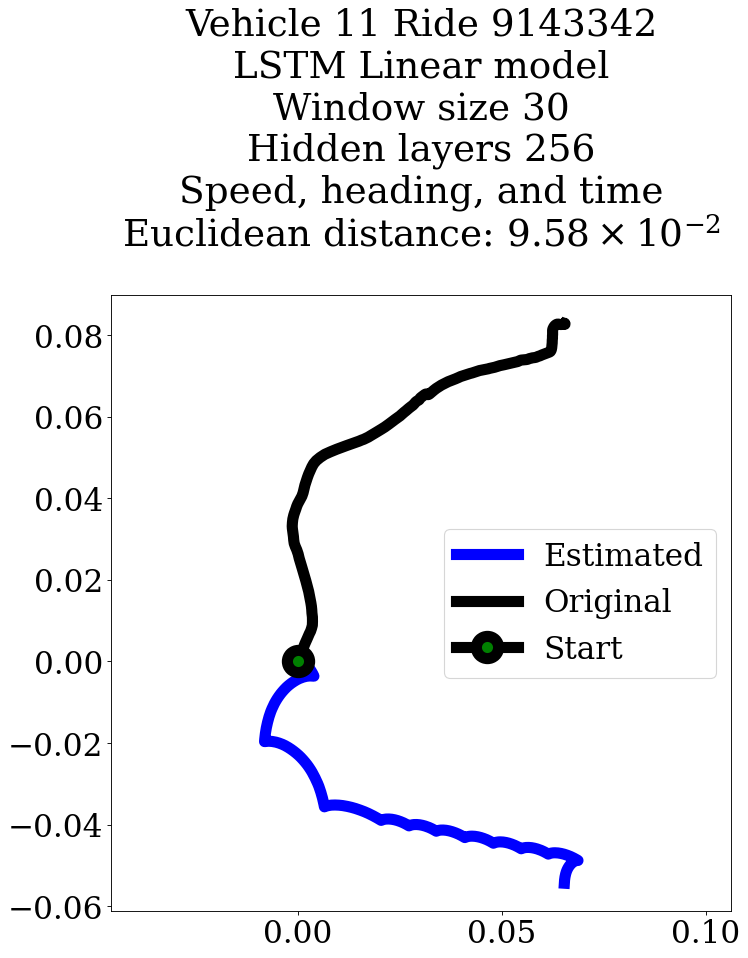 Vehicle 11 Ride 9143342
LSTM Linear model
Window size 30
Hidden layers 256
Speed, heading, and time
Euclidean distance: 9.58 × 10⁻²
0.08
0.06
0.04
0.02
0.00
−0.02
−0.04
−0.06
Estimated
Original
Start
0.00 0.05 0.10